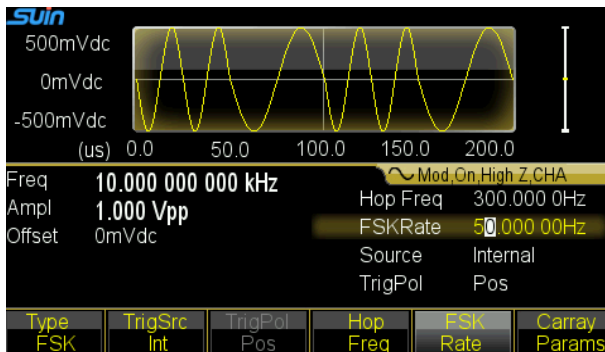 Suin
500mVdc
0mVdc
-500mVdc
(us) 0.0 50.0 100.0 150.0 200.0
Mod,On,High Z,CHA
Freq 10.000 000 000 kHz
Ampl 1.000 Vpp
Offset 0mVdc
Hop Freq 300.000 0Hz
FSKRate 50.000 00Hz
Source Internal
TrigPol Pos
Type TrigSrc TrigPol Hop FSK Carray
FSK Int Pos Freq Rate Params